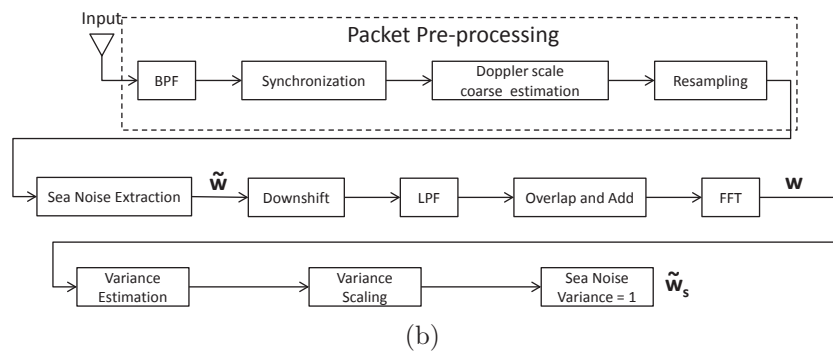 Input
Packet Pre-processing
BPF
Synchronization
Doppler scale
coarse estimation
Resampling
Sea Noise Extraction
w̃
Downshift
LPF
Overlap and Add
FFT
w
Variance
Estimation
Variance
Scaling
Sea Noise
Variance = 1
w̃s
(b)